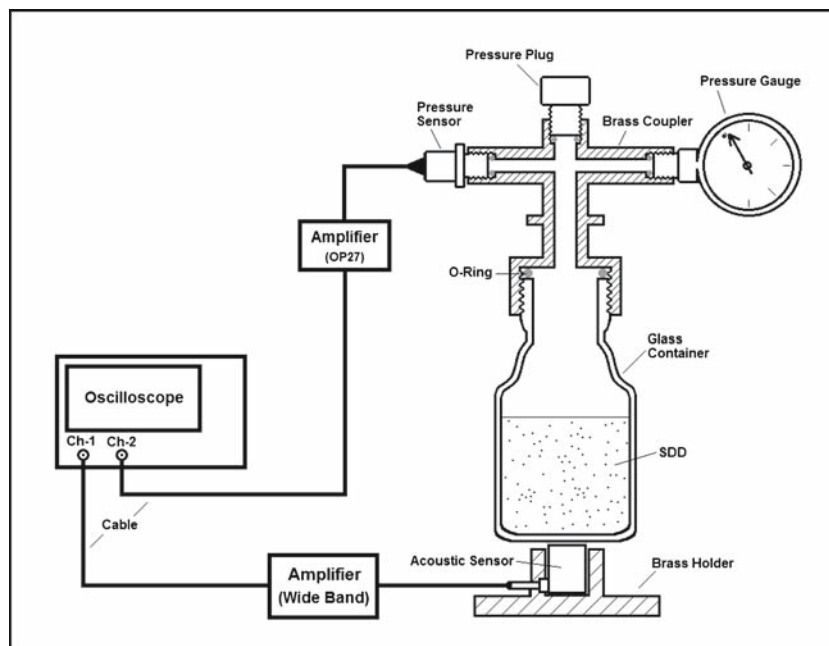 Pressure Plug
Pressure Gauge
Pressure
Sensor
Brass Coupler
Amplifier
(OP27)
O-Ring
Glass
Container
Oscilloscope
Ch-1
Ch-2
SDD
Cable
Acoustic Sensor
Brass Holder
Amplifier
(Wide Band)